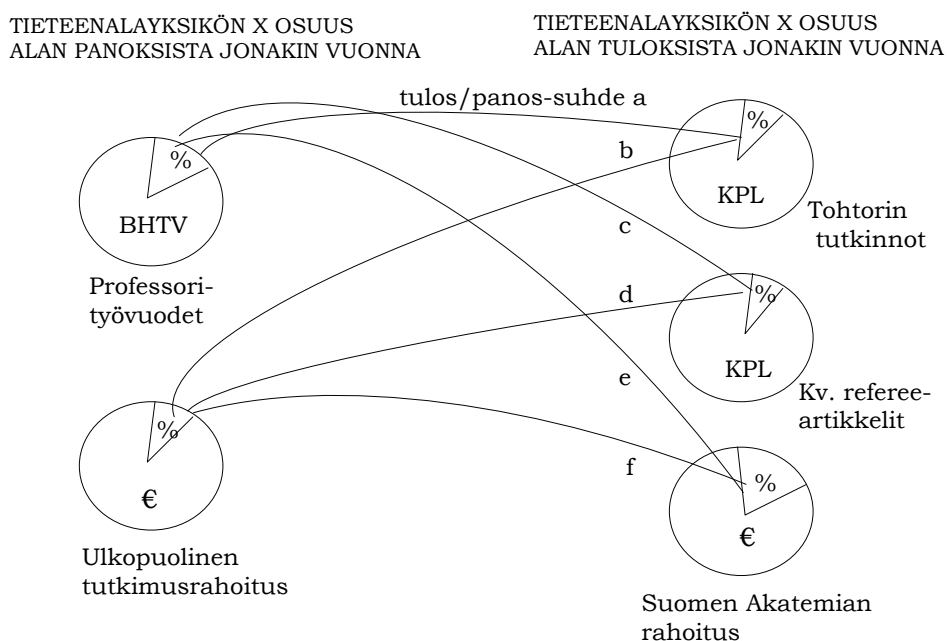 TIETEENALAYKSIKÖN X OSUUS
ALAN PANOKSISTA JONAKIN VUONNA
TIETEENALAYKSIKÖN X OSUUS
ALAN TULOKSISTA JONAKIN VUONNA
tulos/panos-suhde a
%
BHTV
Professori-
työvuodet
%
€
Ulkopuolinen
tutkimusrahoitus
b
c
d
e
f
%
KPL
Tohtorin
tutkinnot
%
KPL
Kv. referee-
artikkelit
%
€
Suomen Akatemian
rahoitus